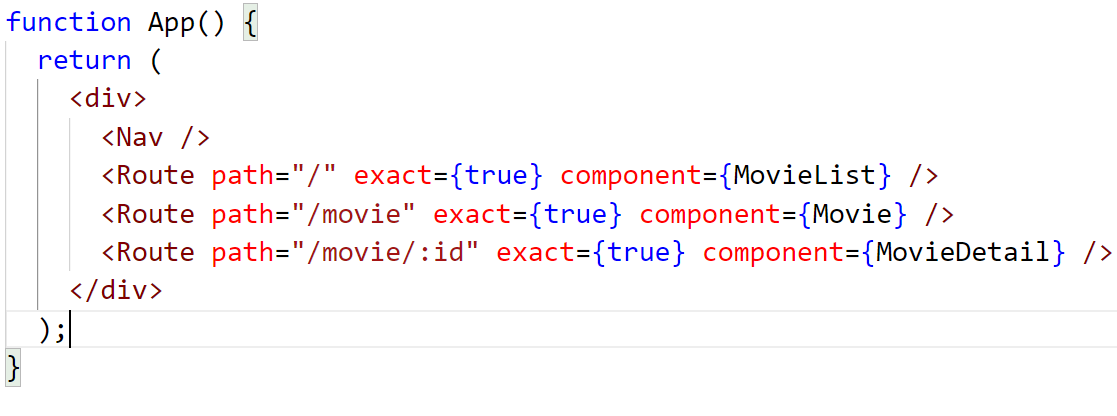 function App() {
return (
<div>
<Nav />
<Route path="/" exact={true} component={MovieList} />
<Route path="/movie" exact={true} component={Movie} />
<Route path="/movie/:id" exact={true} component={MovieDetail} />
</div>
);
}